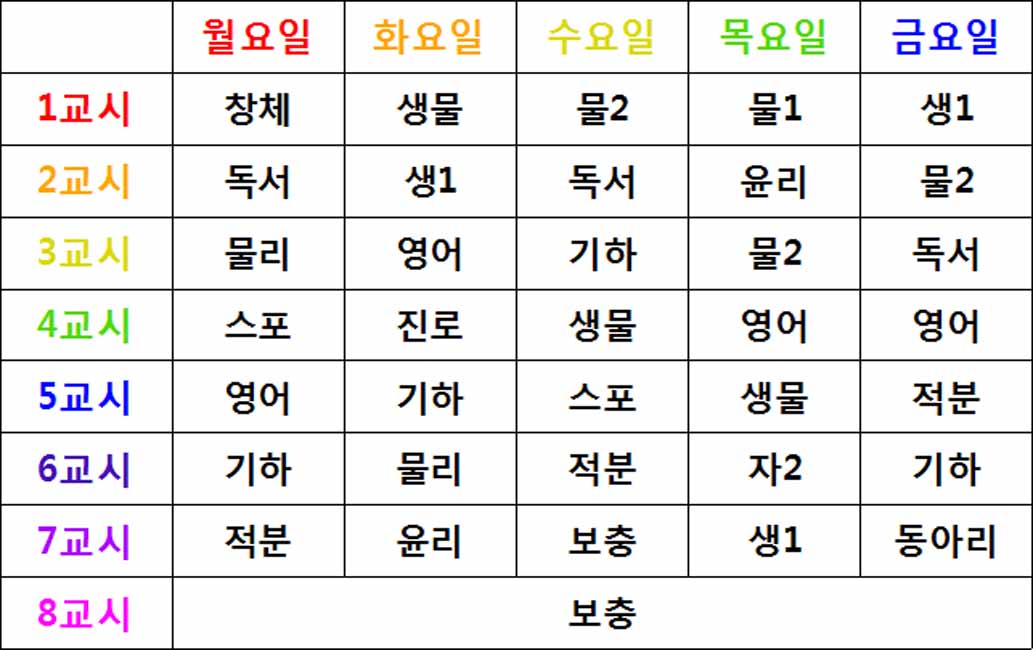 월요일 화요일 수요일 목요일 금요일
1교시 창체 생물 물2 물1 생1
2교시 독서 생1 독서 윤리 물2
3교시 물리 영어 기하 물2 독서
4교시 스포 진로 생물 영어 영어
5교시 영어 기하 스포 생물 적분
6교시 기하 물리 적분 자2 기하
7교시 적분 윤리 보충 생1 동아리
8교시 보충